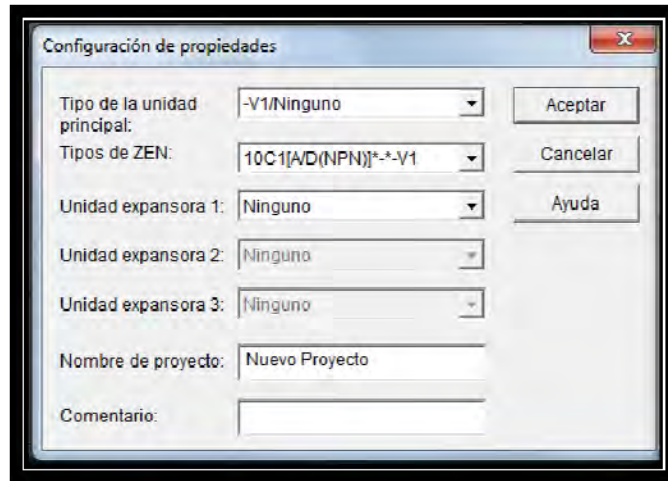 Configuración de propiedades
Tipo de la unidad
principal:
-V1/Ninguno
Aceptar
Tipos de ZEN:
10C1[A/D(NPN)]*-*-V1
Cancelar
Unidad expansora 1:
Ninguno
Ayuda
Unidad expansora 2:
Ninguno
Unidad expansora 3:
Ninguno
Nombre de proyecto:
Nuevo Proyecto
Comentario: